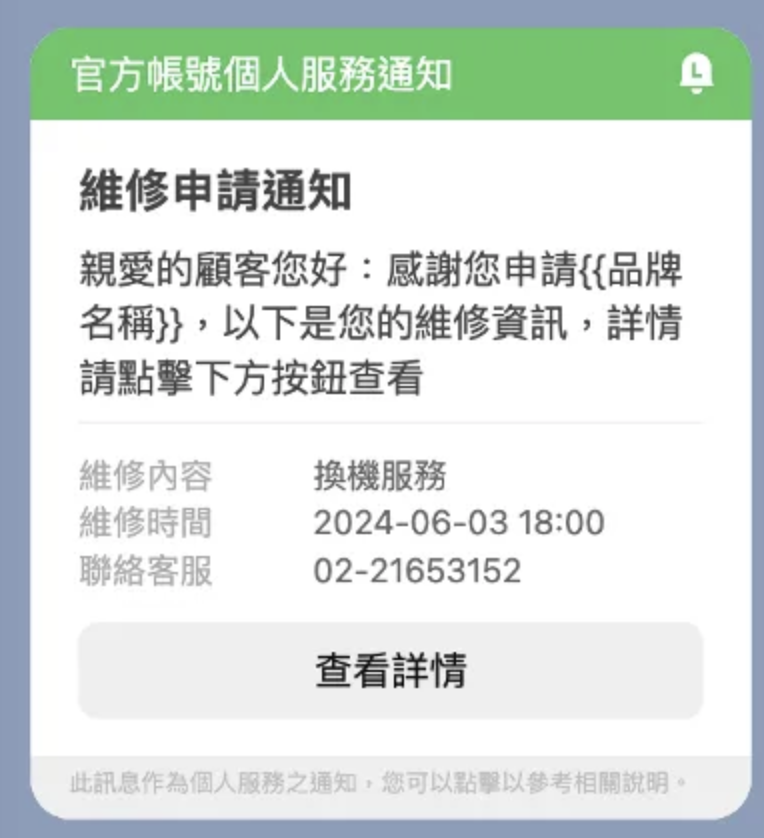 官方帳號個人服務通知
維修申請通知
親愛的顧客您好：感謝您申請{{品牌
名稱}}，以下是您的維修資訊，詳情
請點擊下方按鈕查看
維修內容 換機服務
維修時間 2024-06-03 18:00
聯絡客服 02-21653152
查看詳情
此訊息作為個人服務之通知，您可以點擊以參考相關說明。